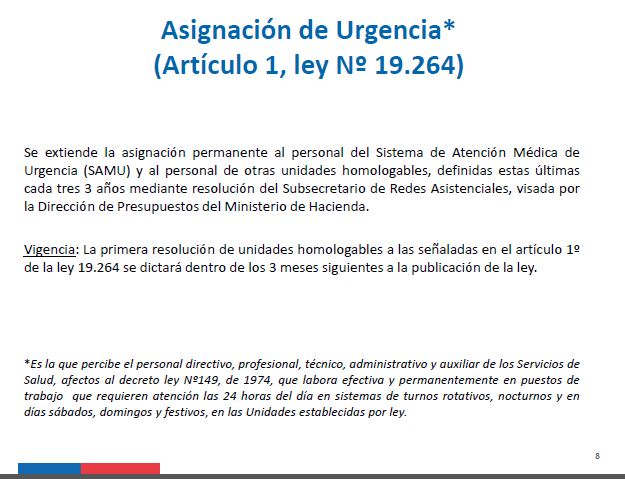 Asignación de Urgencia*
(Artículo 1, ley Nº 19.264)
Se extiende la asignación permanente al personal del Sistema de Atención Médica de
Urgencia (SAMU) y al personal de otras unidades homologables, definidas estas últimas
cada tres 3 años mediante resolución del Subsecretario de Redes Asistenciales, visada por
la Dirección de Presupuestos del Ministerio de Hacienda.
Vigencia: La primera resolución de unidades homologables a las señaladas en el artículo 1º
de la ley 19.264 se dictará dentro de los 3 meses siguientes a la publicación de la ley.
*Es la que percibe el personal directivo, profesional, técnico, administrativo y auxiliar de los Servicios de
Salud, afectos al decreto ley Nº149, de 1974, que labora efectiva y permanentemente en puestos de
trabajo que requieren atención las 24 horas del día en sistemas de turnos rotativos, nocturnos y en
días sábados, domingos y festivos, en las Unidades establecidas por ley.
8